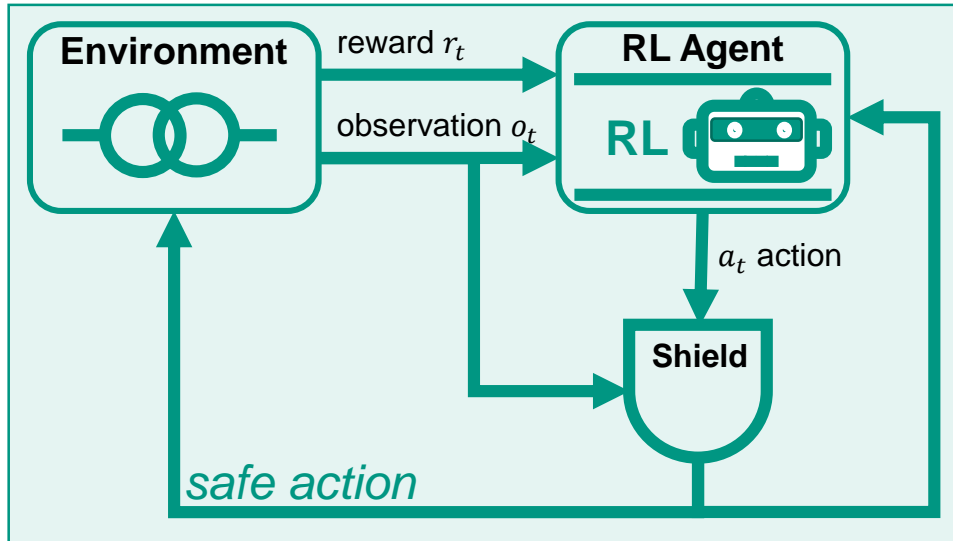 Environment
reward r_t
RL Agent
observation o_t
RL
a_t action
Shield
safe action